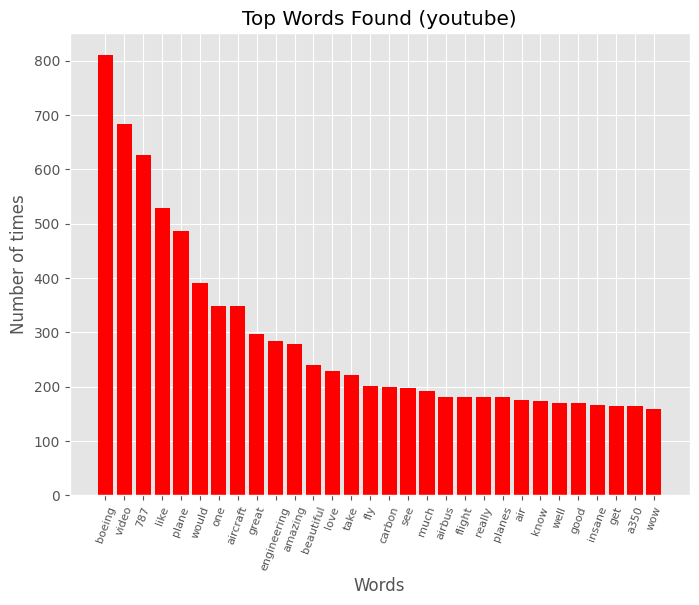 Top Words Found (youtube)
Number of times
800
700
600
500
400
300
200
100
0
boeing
video
787
like
plane
would
one
aircraft
great
engineering
amazing
beautiful
love
take
fly
carbon
see
much
airbus
flight
really
planes
air
know
well
good
insane
get
a350
wow
Words